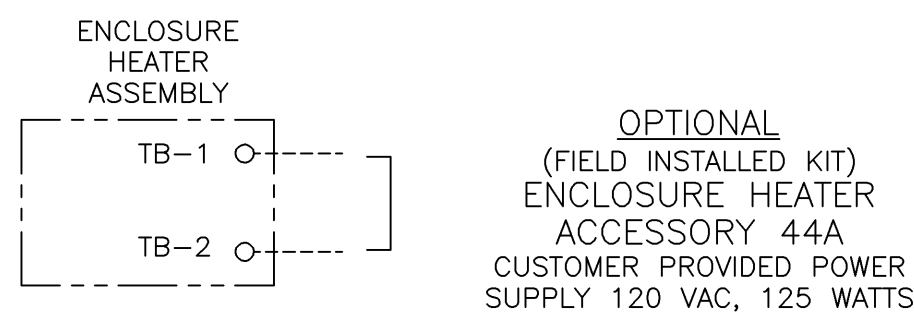 ENCLOSURE
HEATER
ASSEMBLY
TB-1
TB-2
OPTIONAL
(FIELD INSTALLED KIT)
ENCLOSURE HEATER
ACCESSORY 44A
CUSTOMER PROVIDED POWER
SUPPLY 120 VAC, 125 WATTS